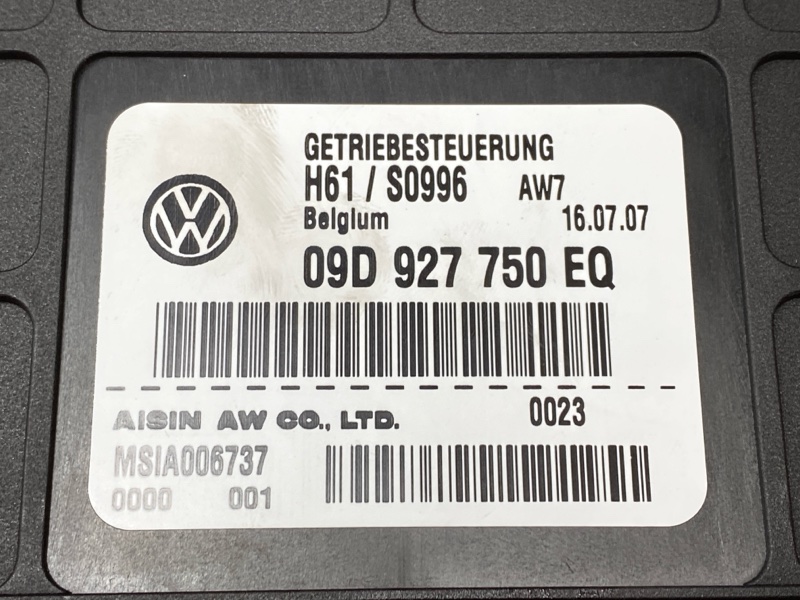 GETRIEBESTEUERUNG
H61 / S0996 AW7
Belgium 16.07.07
09D 927 750 EQ
AISIN AW CO., LTD. 0023
MSIA006737
0000 001